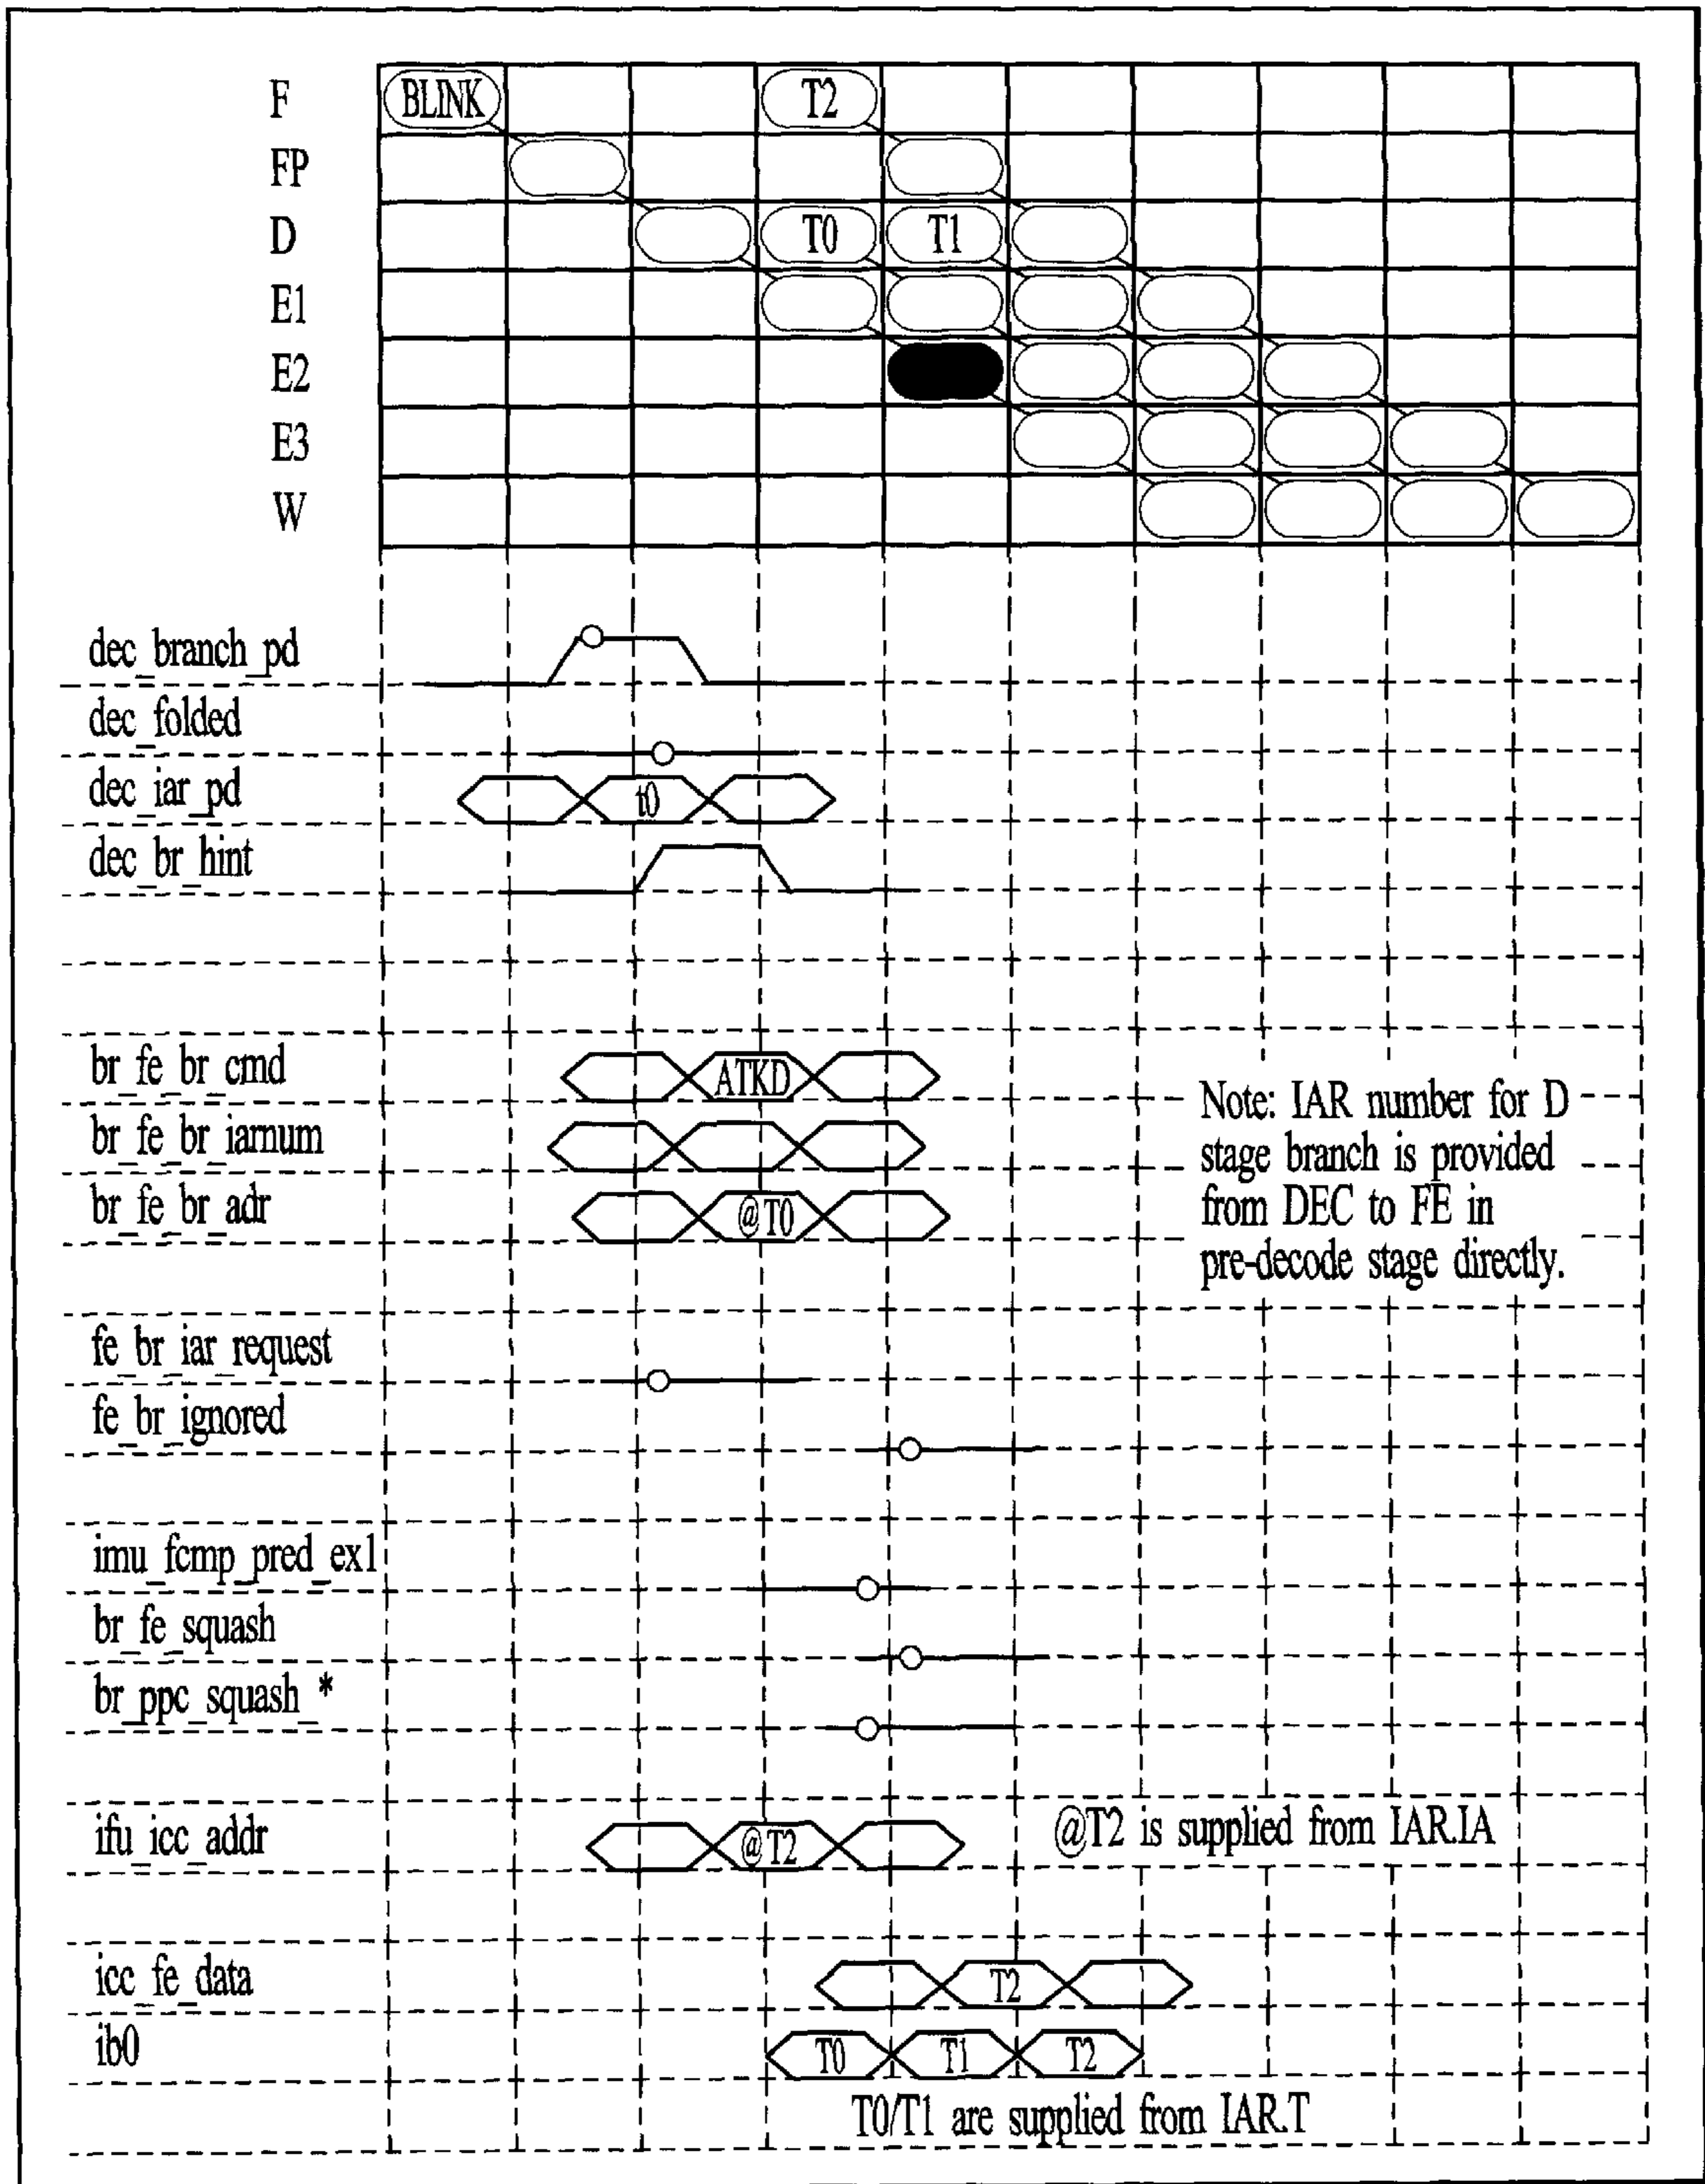 F BLINK T2
FP
D T0 T1
E1
E2
E3
W
dec_branch_pd
dec_folded
dec_iar_pd t0
dec_br_hint
br_fe_br_cmd ATKD
br_fe_br_iarnum
br_fe_br_adr @T0
Note: IAR number for D
stage branch is provided
from DEC to FE in
pre-decode stage directly.
fe_br_iar_request
fe_br_ignored
imu_fcmp_pred_ex1
br_fe_squash
br_ppc_squash_*
ifu_icc_addr @T2 @T2 is supplied from IAR.IA
icc_fe_data T2
ib0 T0 T1 T2
T0/T1 are supplied from IAR.T